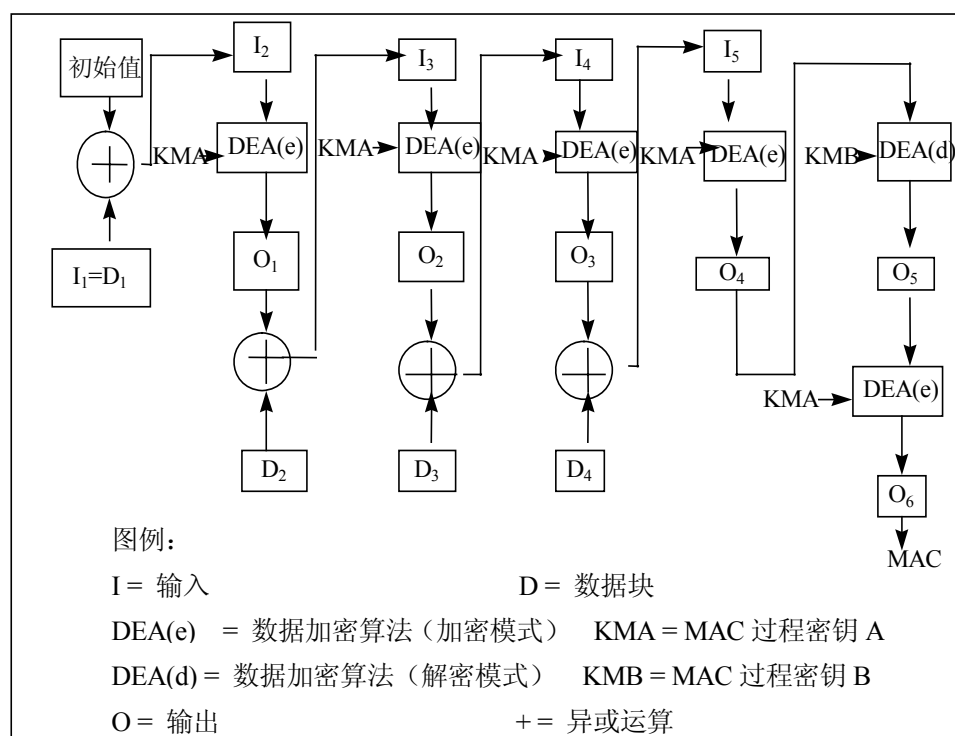 初始值
I₂
I₃
I₄
I₅
KMA
DEA(e)
KMA
DEA(e)
KMA
DEA(e)
KMA
DEA(e)
KMB
DEA(d)
I₁=D₁
O₁
O₂
O₃
O₄
O₅
KMA
DEA(e)
D₂
D₃
D₄
O₆
MAC
图例：
I = 输入 D = 数据块
DEA(e) = 数据加密算法（加密模式） KMA = MAC 过程密钥 A
DEA(d) = 数据加密算法（解密模式） KMB = MAC 过程密钥 B
O = 输出 + = 异或运算